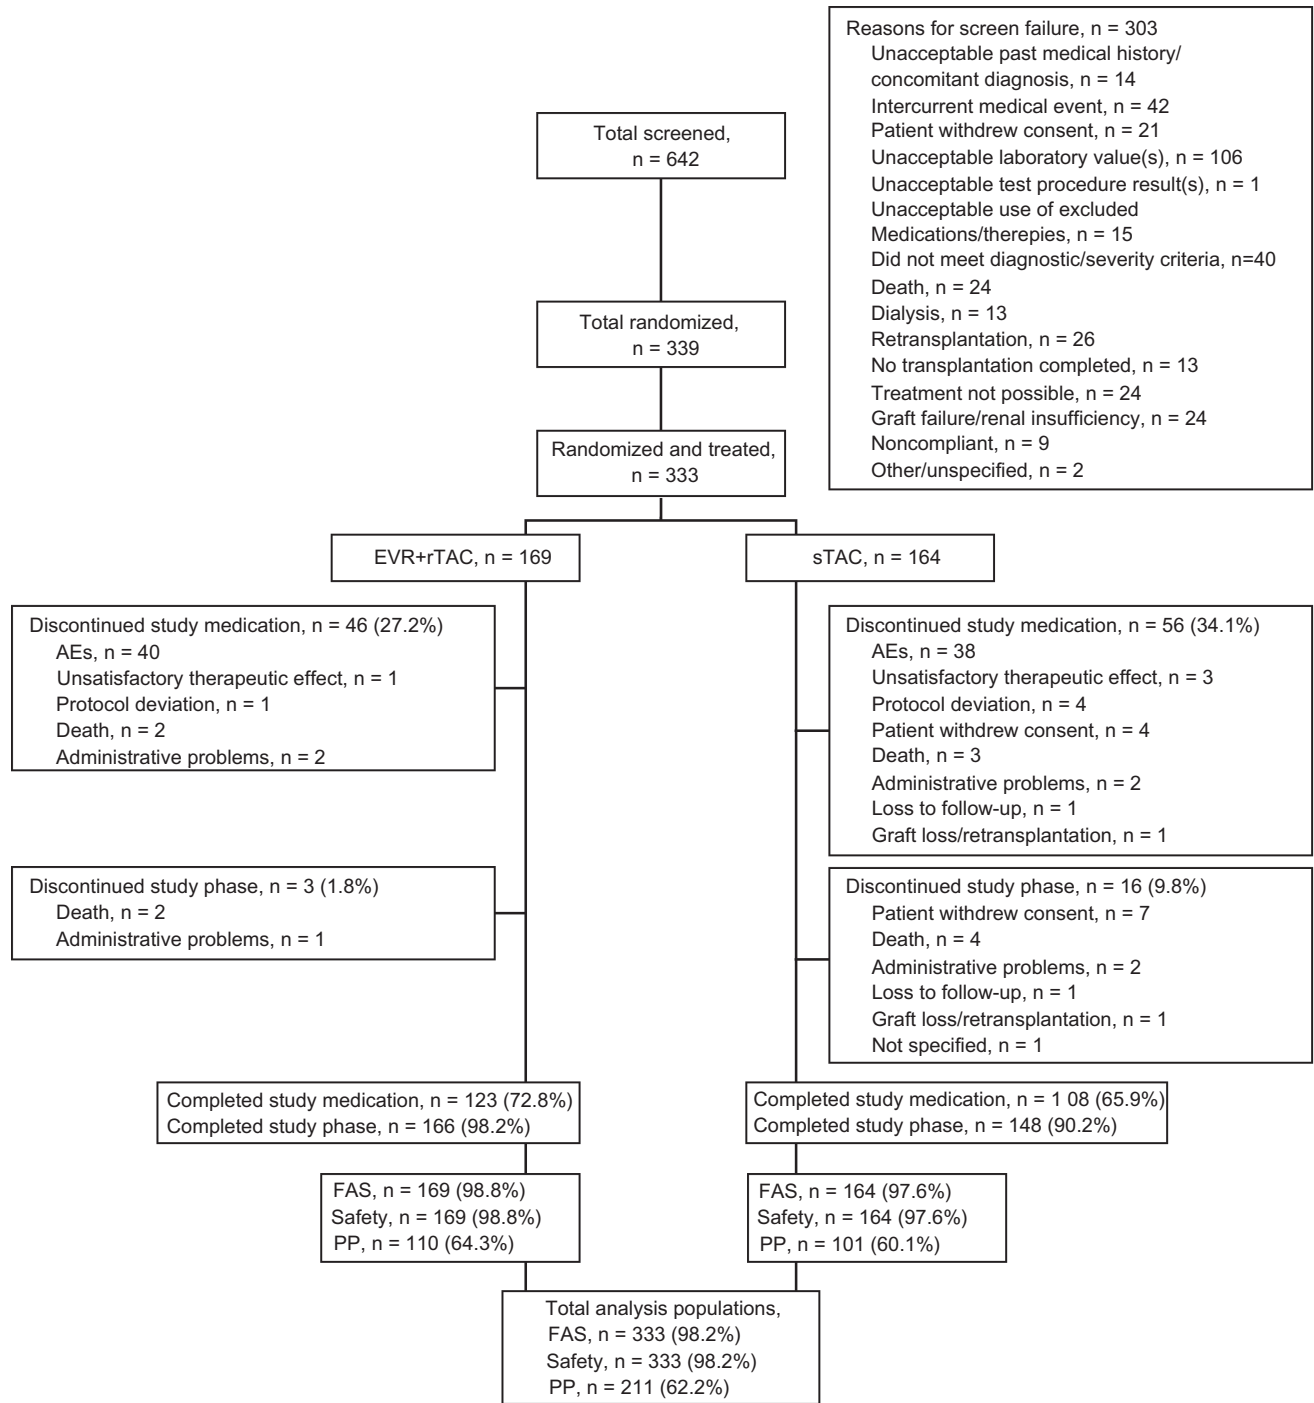 Total screened,
n = 642
Reasons for screen failure, n = 303
Unacceptable past medical history/
concomitant diagnosis, n = 14
Intercurrent medical event, n = 42
Patient withdrew consent, n = 21
Unacceptable laboratory value(s), n = 106
Unacceptable test procedure result(s), n = 1
Unacceptable use of excluded
Medications/therepies, n = 15
Did not meet diagnostic/severity criteria, n=40
Death, n = 24
Dialysis, n = 13
Retransplantation, n = 26
No transplantation completed, n = 13
Treatment not possible, n = 24
Graft failure/renal insufficiency, n = 24
Noncompliant, n = 9
Other/unspecified, n = 2
Total randomized,
n = 339
Randomized and treated,
n = 333
EVR+rTAC, n = 169
sTAC, n = 164
Discontinued study medication, n = 46 (27.2%)
AEs, n = 40
Unsatisfactory therapeutic effect, n = 1
Protocol deviation, n = 1
Death, n = 2
Administrative problems, n = 2
Discontinued study medication, n = 56 (34.1%)
AEs, n = 38
Unsatisfactory therapeutic effect, n = 3
Protocol deviation, n = 4
Patient withdrew consent, n = 4
Death, n = 3
Administrative problems, n = 2
Loss to follow-up, n = 1
Graft loss/retransplantation, n = 1
Discontinued study phase, n = 3 (1.8%)
Death, n = 2
Administrative problems, n = 1
Discontinued study phase, n = 16 (9.8%)
Patient withdrew consent, n = 7
Death, n = 4
Administrative problems, n = 2
Loss to follow-up, n = 1
Graft loss/retransplantation, n = 1
Not specified, n = 1
Completed study medication, n = 123 (72.8%)
Completed study phase, n = 166 (98.2%)
Completed study medication, n = 1 08 (65.9%)
Completed study phase, n = 148 (90.2%)
FAS, n = 169 (98.8%)
Safety, n = 169 (98.8%)
PP, n = 110 (64.3%)
FAS, n = 164 (97.6%)
Safety, n = 164 (97.6%)
PP, n = 101 (60.1%)
Total analysis populations,
FAS, n = 333 (98.2%)
Safety, n = 333 (98.2%)
PP, n = 211 (62.2%)